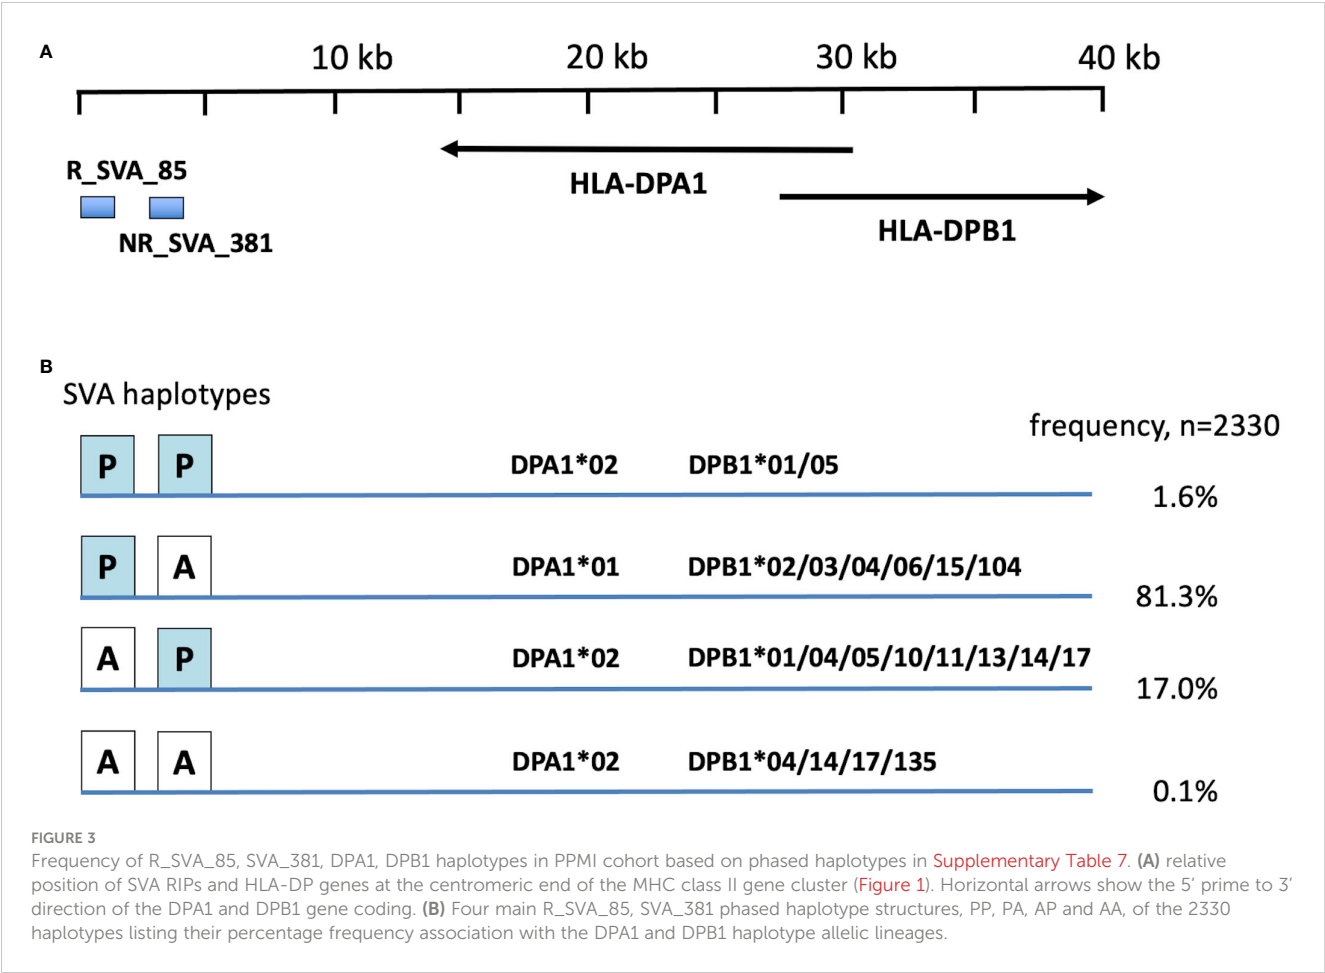 A
10 kb 20 kb 30 kb 40 kb
R_SVA_85
HLA-DPA1
NR_SVA_381
HLA-DPB1
B
SVA haplotypes
frequency, n=2330
P P DPA1*02 DPB1*01/05 1.6%
P A DPA1*01 DPB1*02/03/04/06/15/104 81.3%
A P DPA1*02 DPB1*01/04/05/10/11/13/14/17 17.0%
A A DPA1*02 DPB1*04/14/17/135 0.1%
FIGURE 3
Frequency of R_SVA_85, SVA_381, DPA1, DPB1 haplotypes in PPMI cohort based on phased haplotypes in Supplementary Table 7. (A) relative
position of SVA RIPs and HLA-DP genes at the centromeric end of the MHC class II gene cluster (Figure 1). Horizontal arrows show the 5’ prime to 3’
direction of the DPA1 and DPB1 gene coding. (B) Four main R_SVA_85, SVA_381 phased haplotype structures, PP, PA, AP and AA, of the 2330
haplotypes listing their percentage frequency association with the DPA1 and DPB1 haplotype allelic lineages.